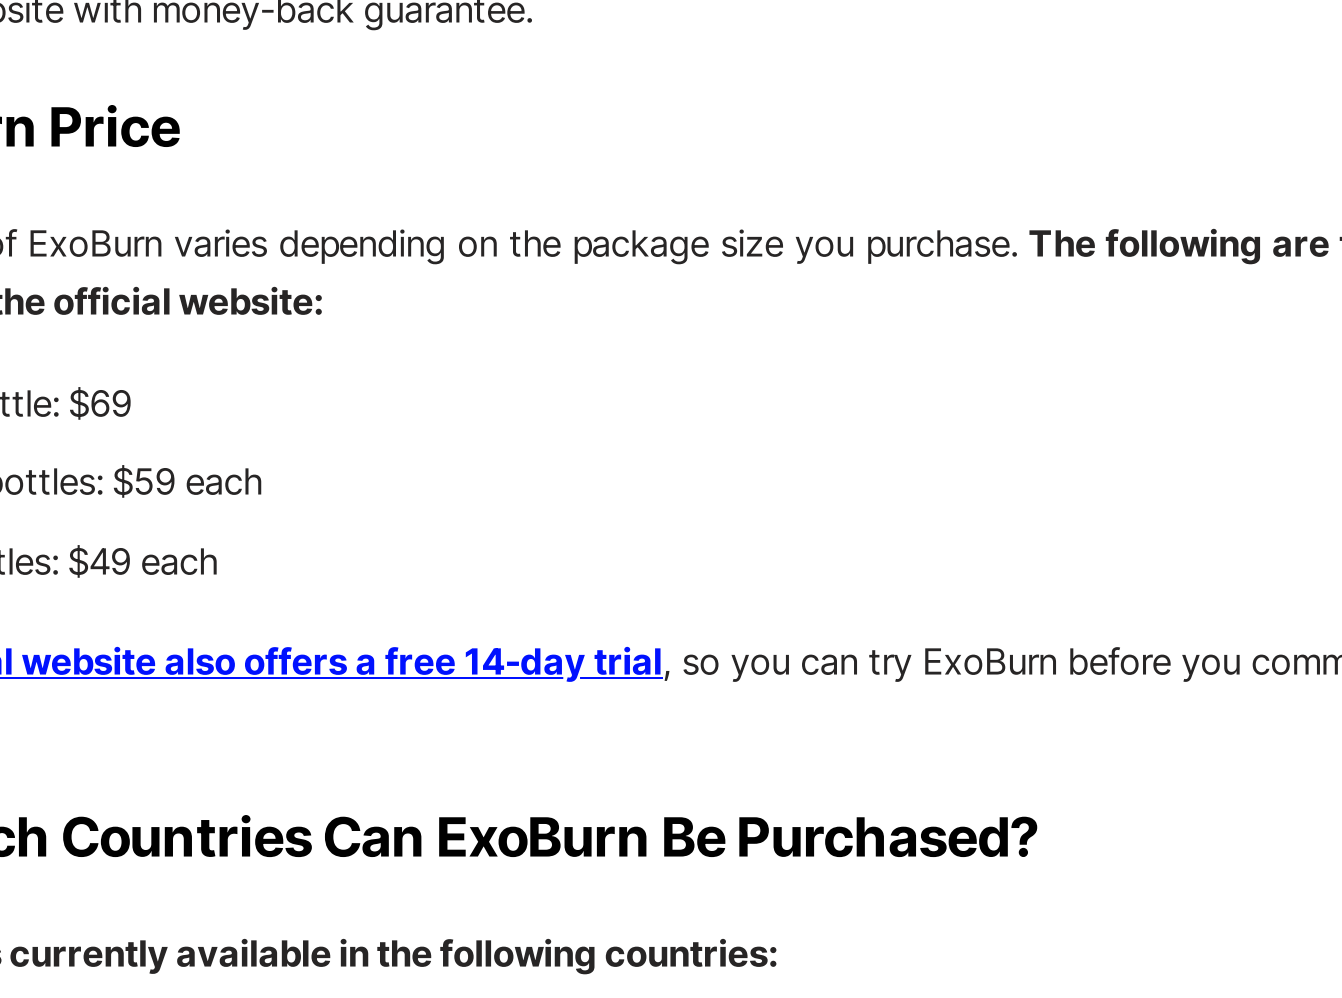 bsite with money-back guarantee.
rn Price
of ExoBurn varies depending on the package size you purchase. The following are
the official website:
ttle: $69
bottles: $59 each
tles: $49 each
al website also offers a free 14-day trial, so you can try ExoBurn before you comm
ch Countries Can ExoBurn Be Purchased?
s currently available in the following countries: